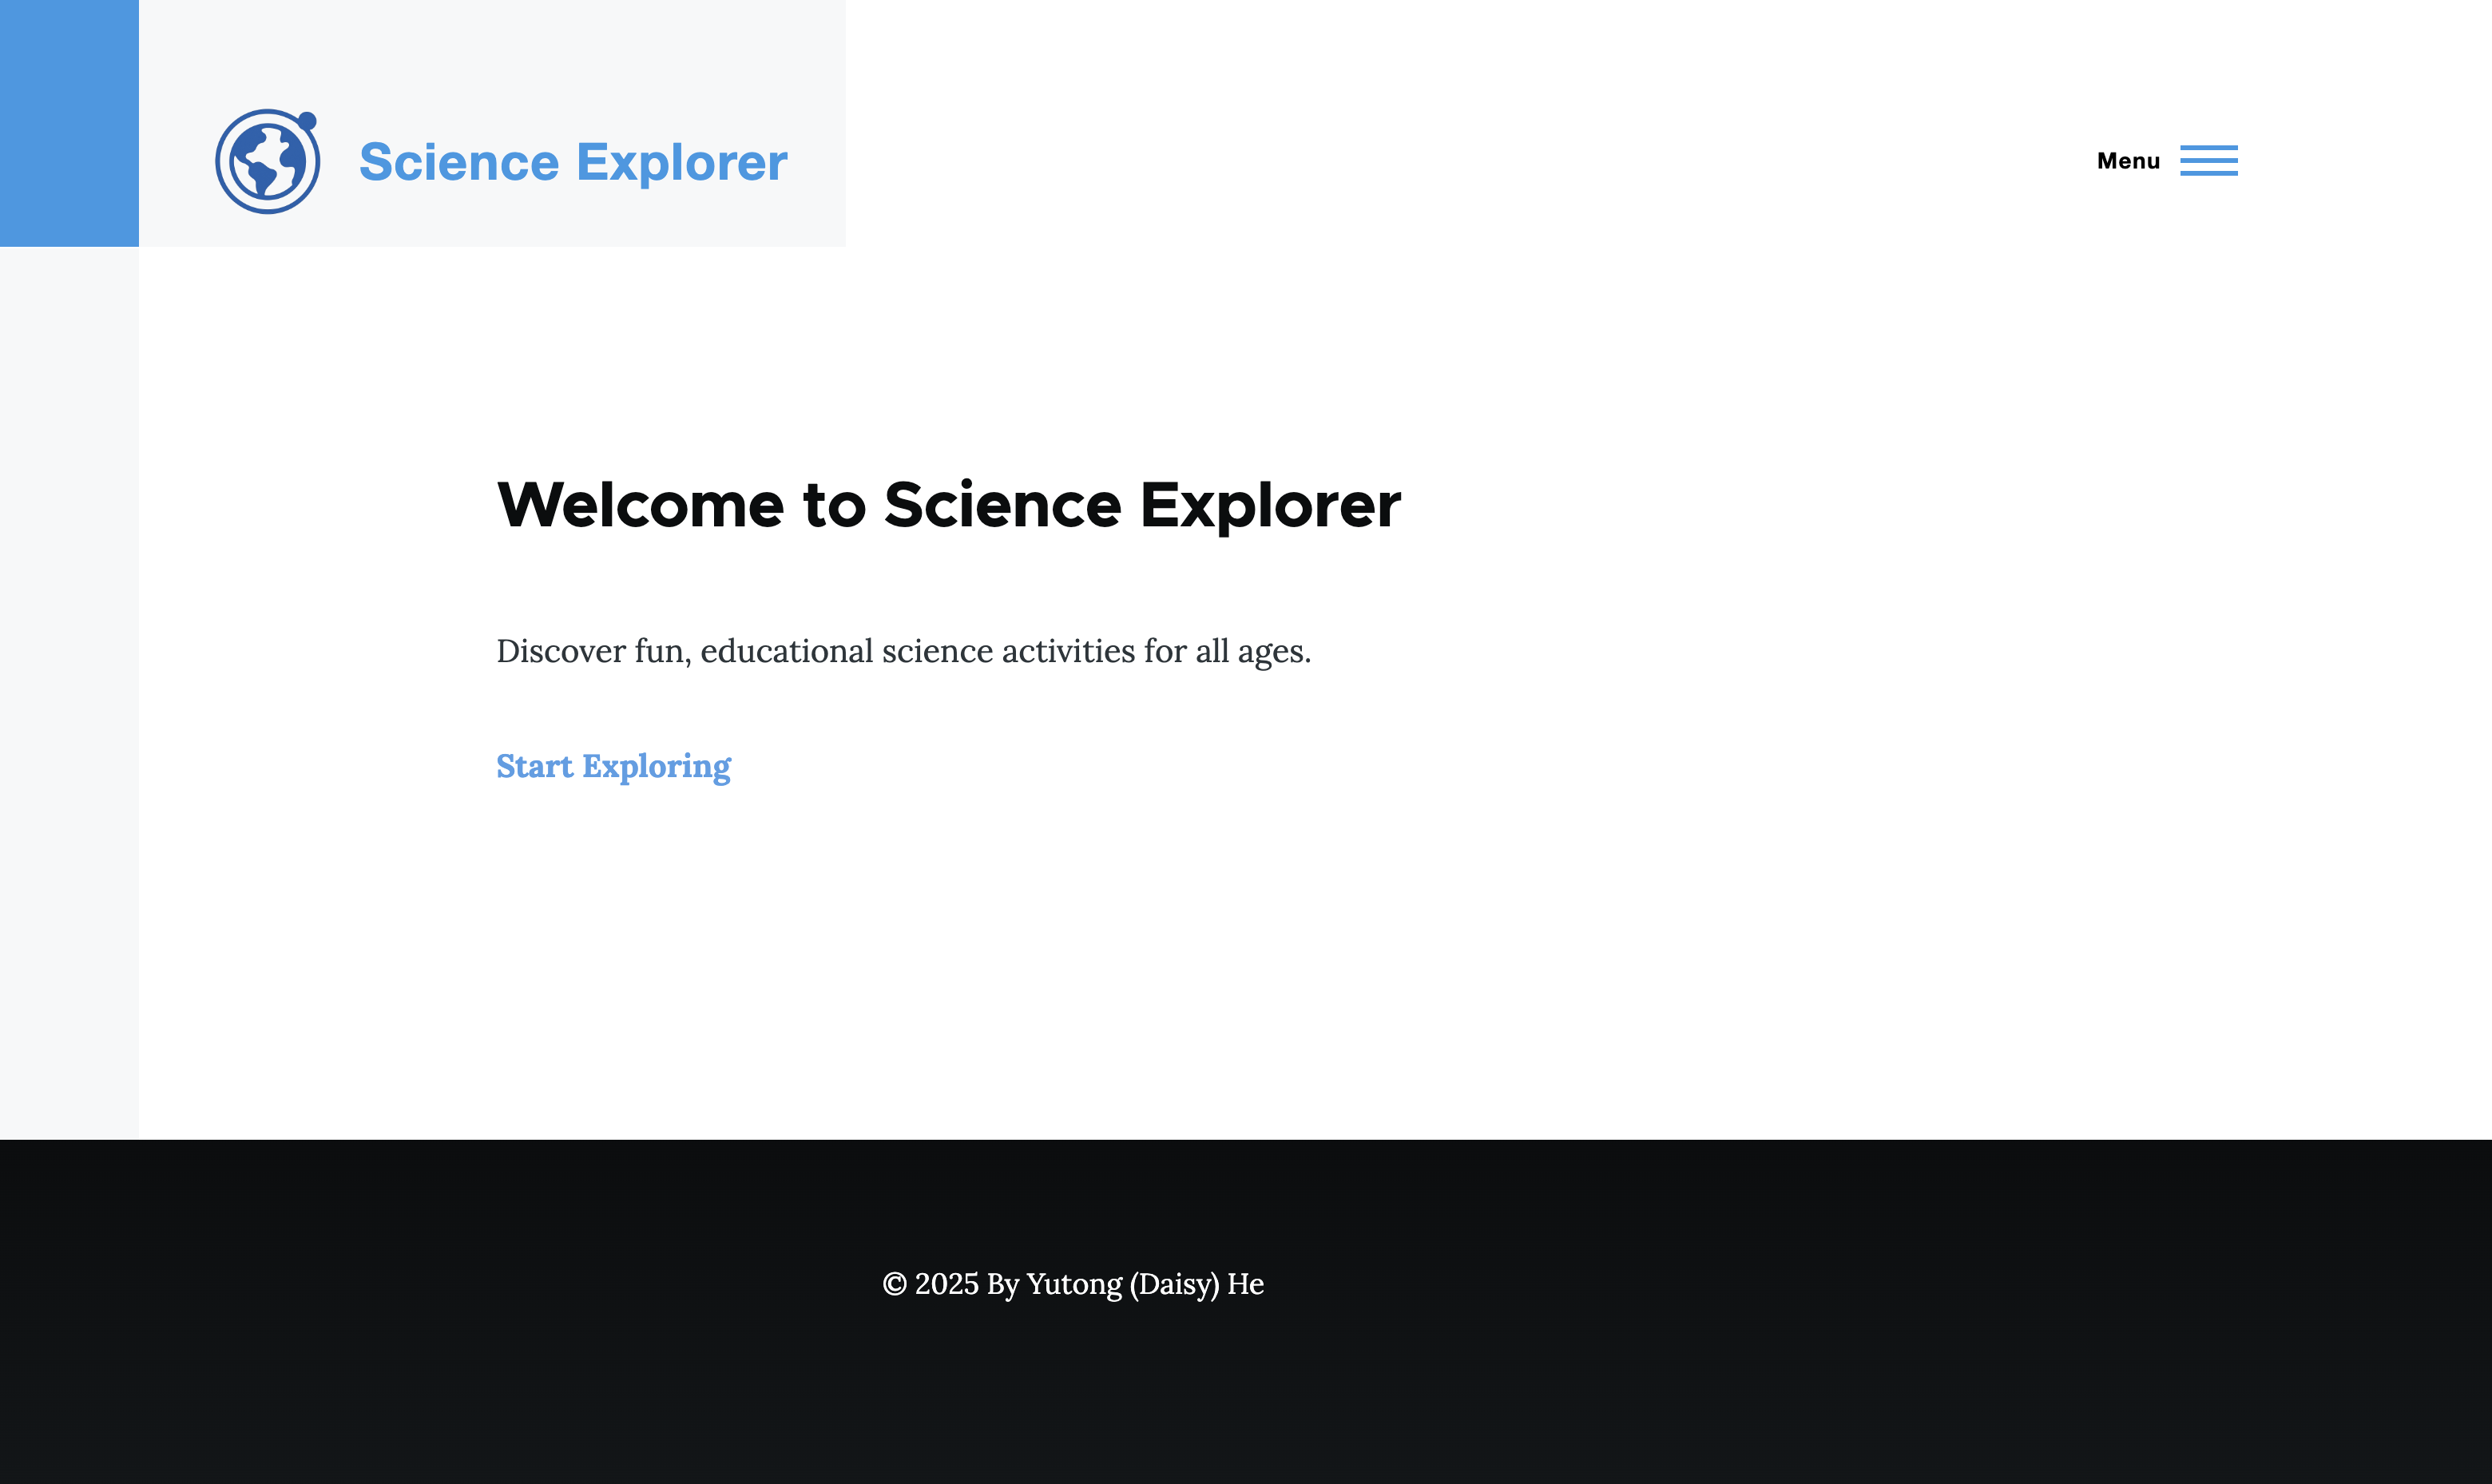 Science Explorer
Menu
Welcome to Science Explorer
Discover fun, educational science activities for all ages.
Start Exploring
© 2025 By Yutong (Daisy) He